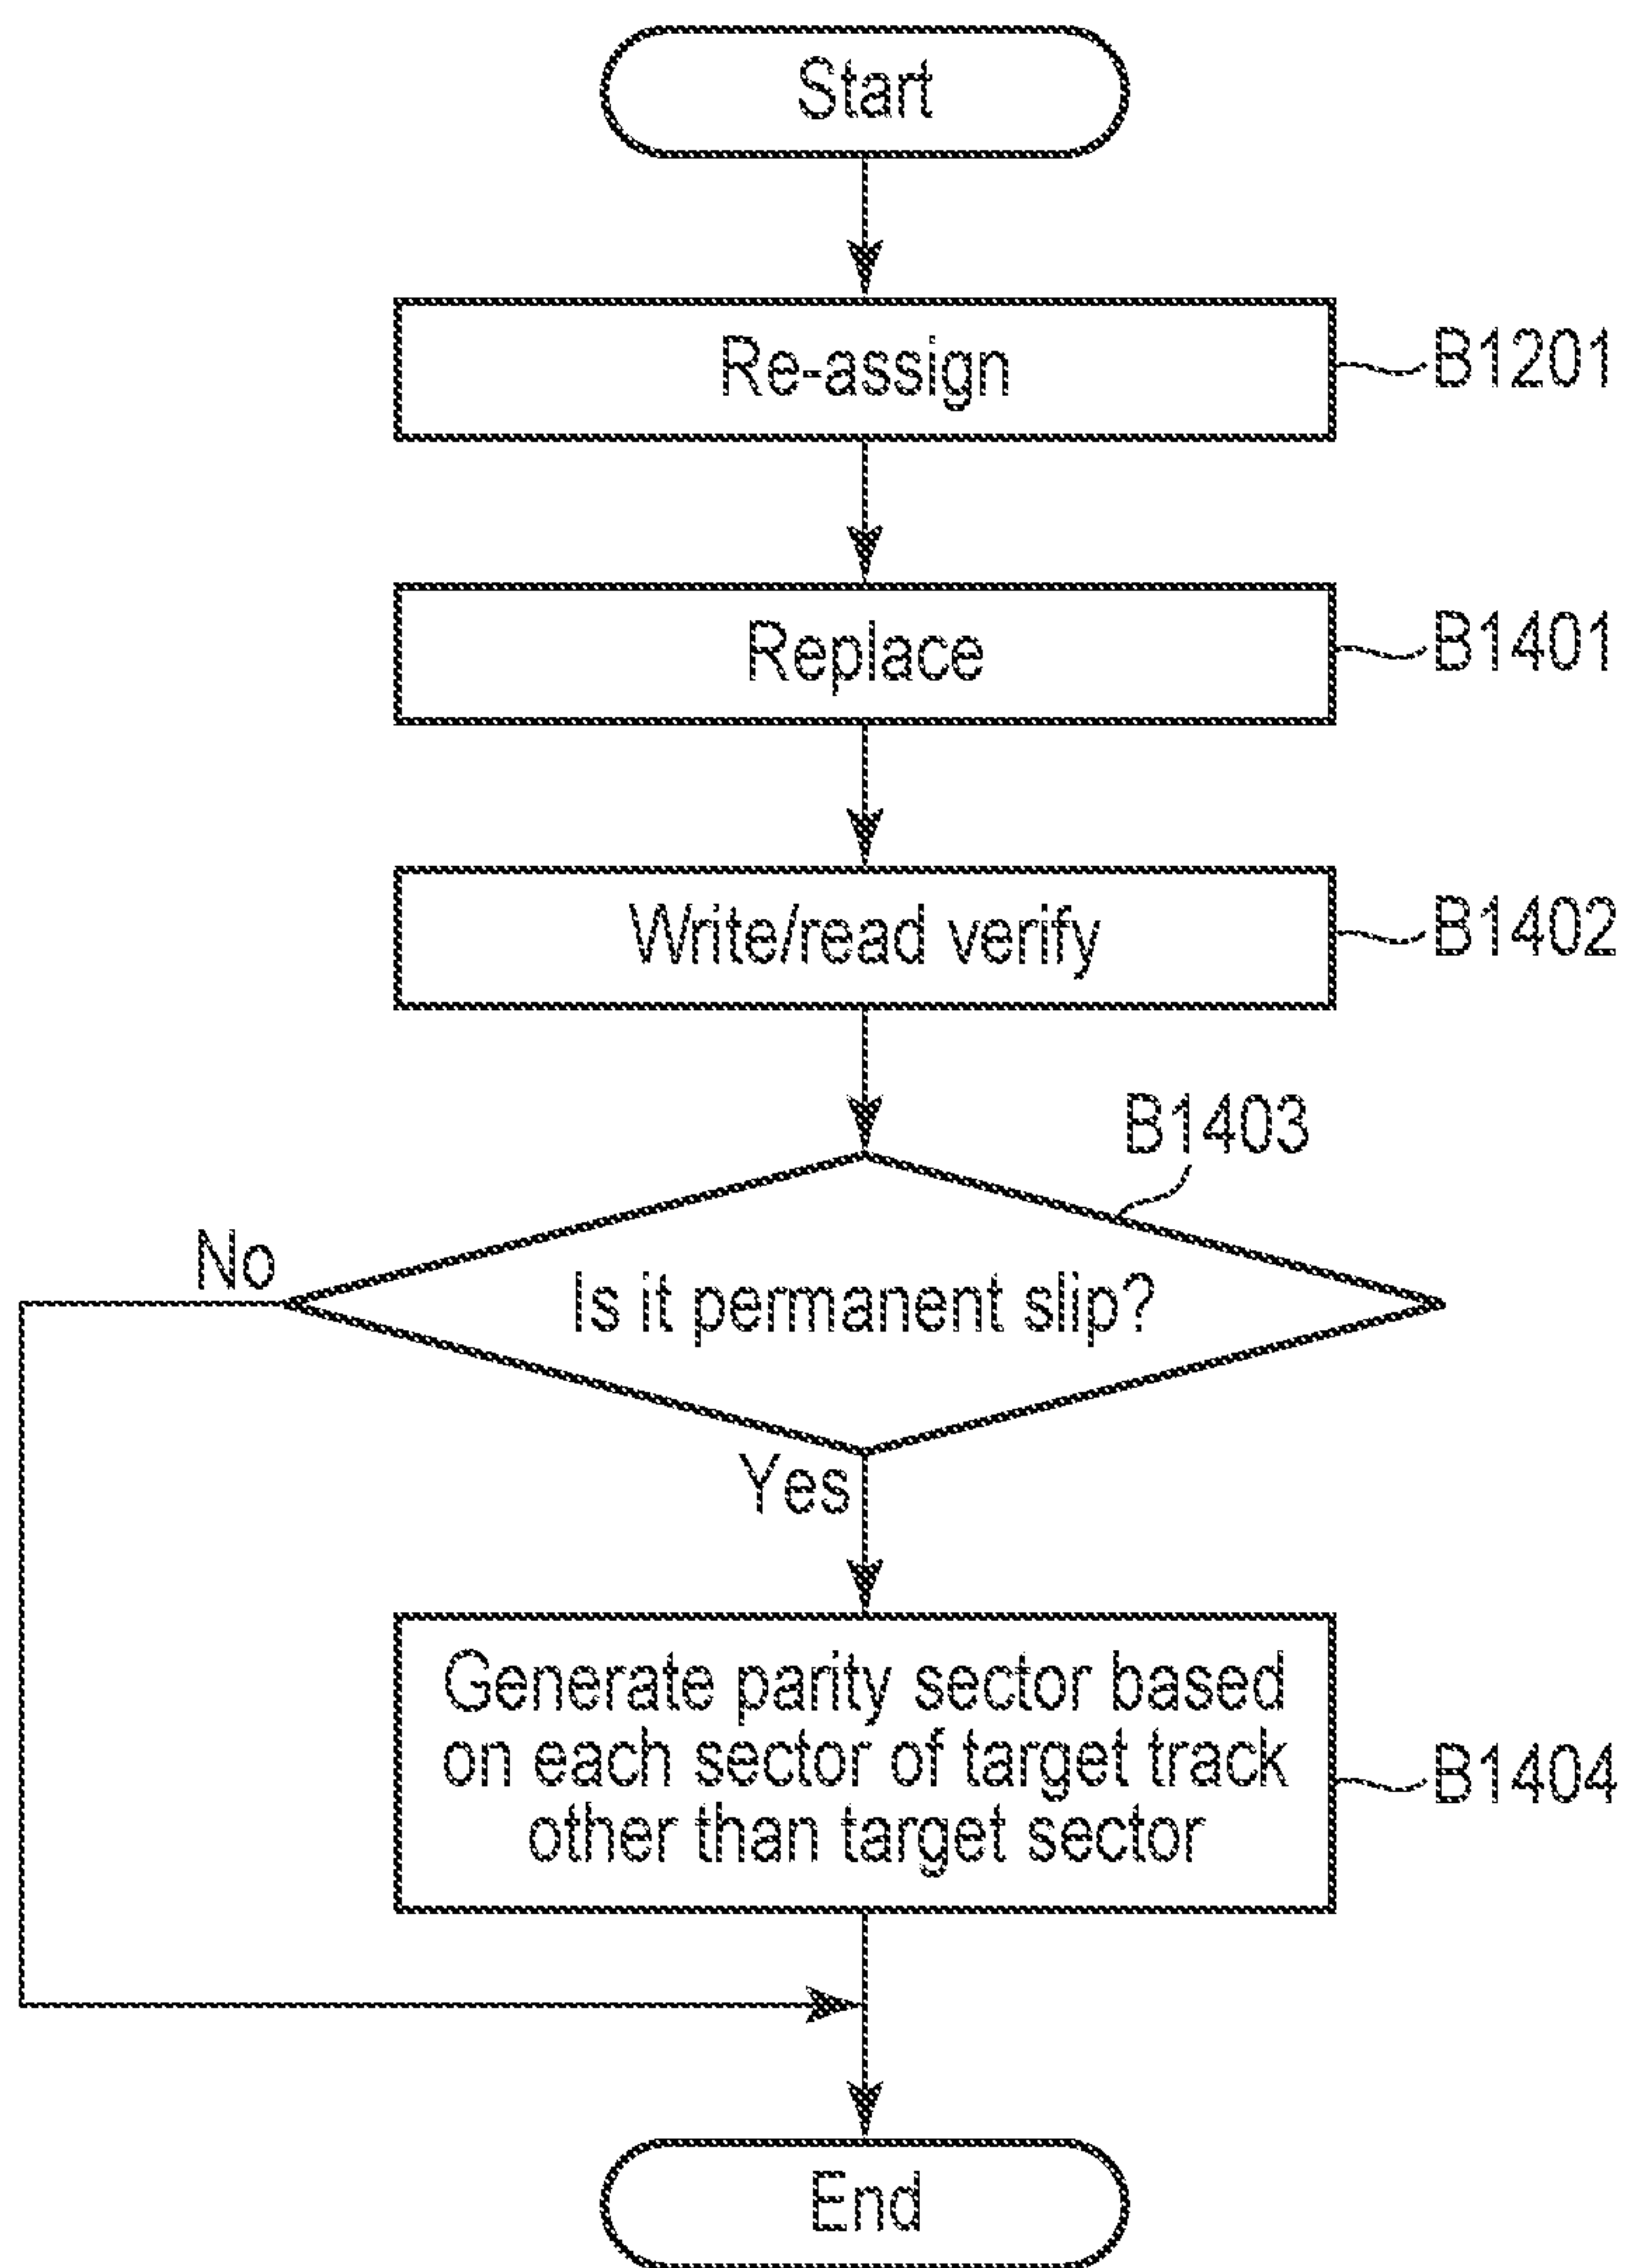 Start
Re-assign
B1201
Replace
B1401
Write/read verify
B1402
B1403
No
Is it permanent slip?
Yes
Generate parity sector based
on each sector of target track
other than target sector
B1404
End